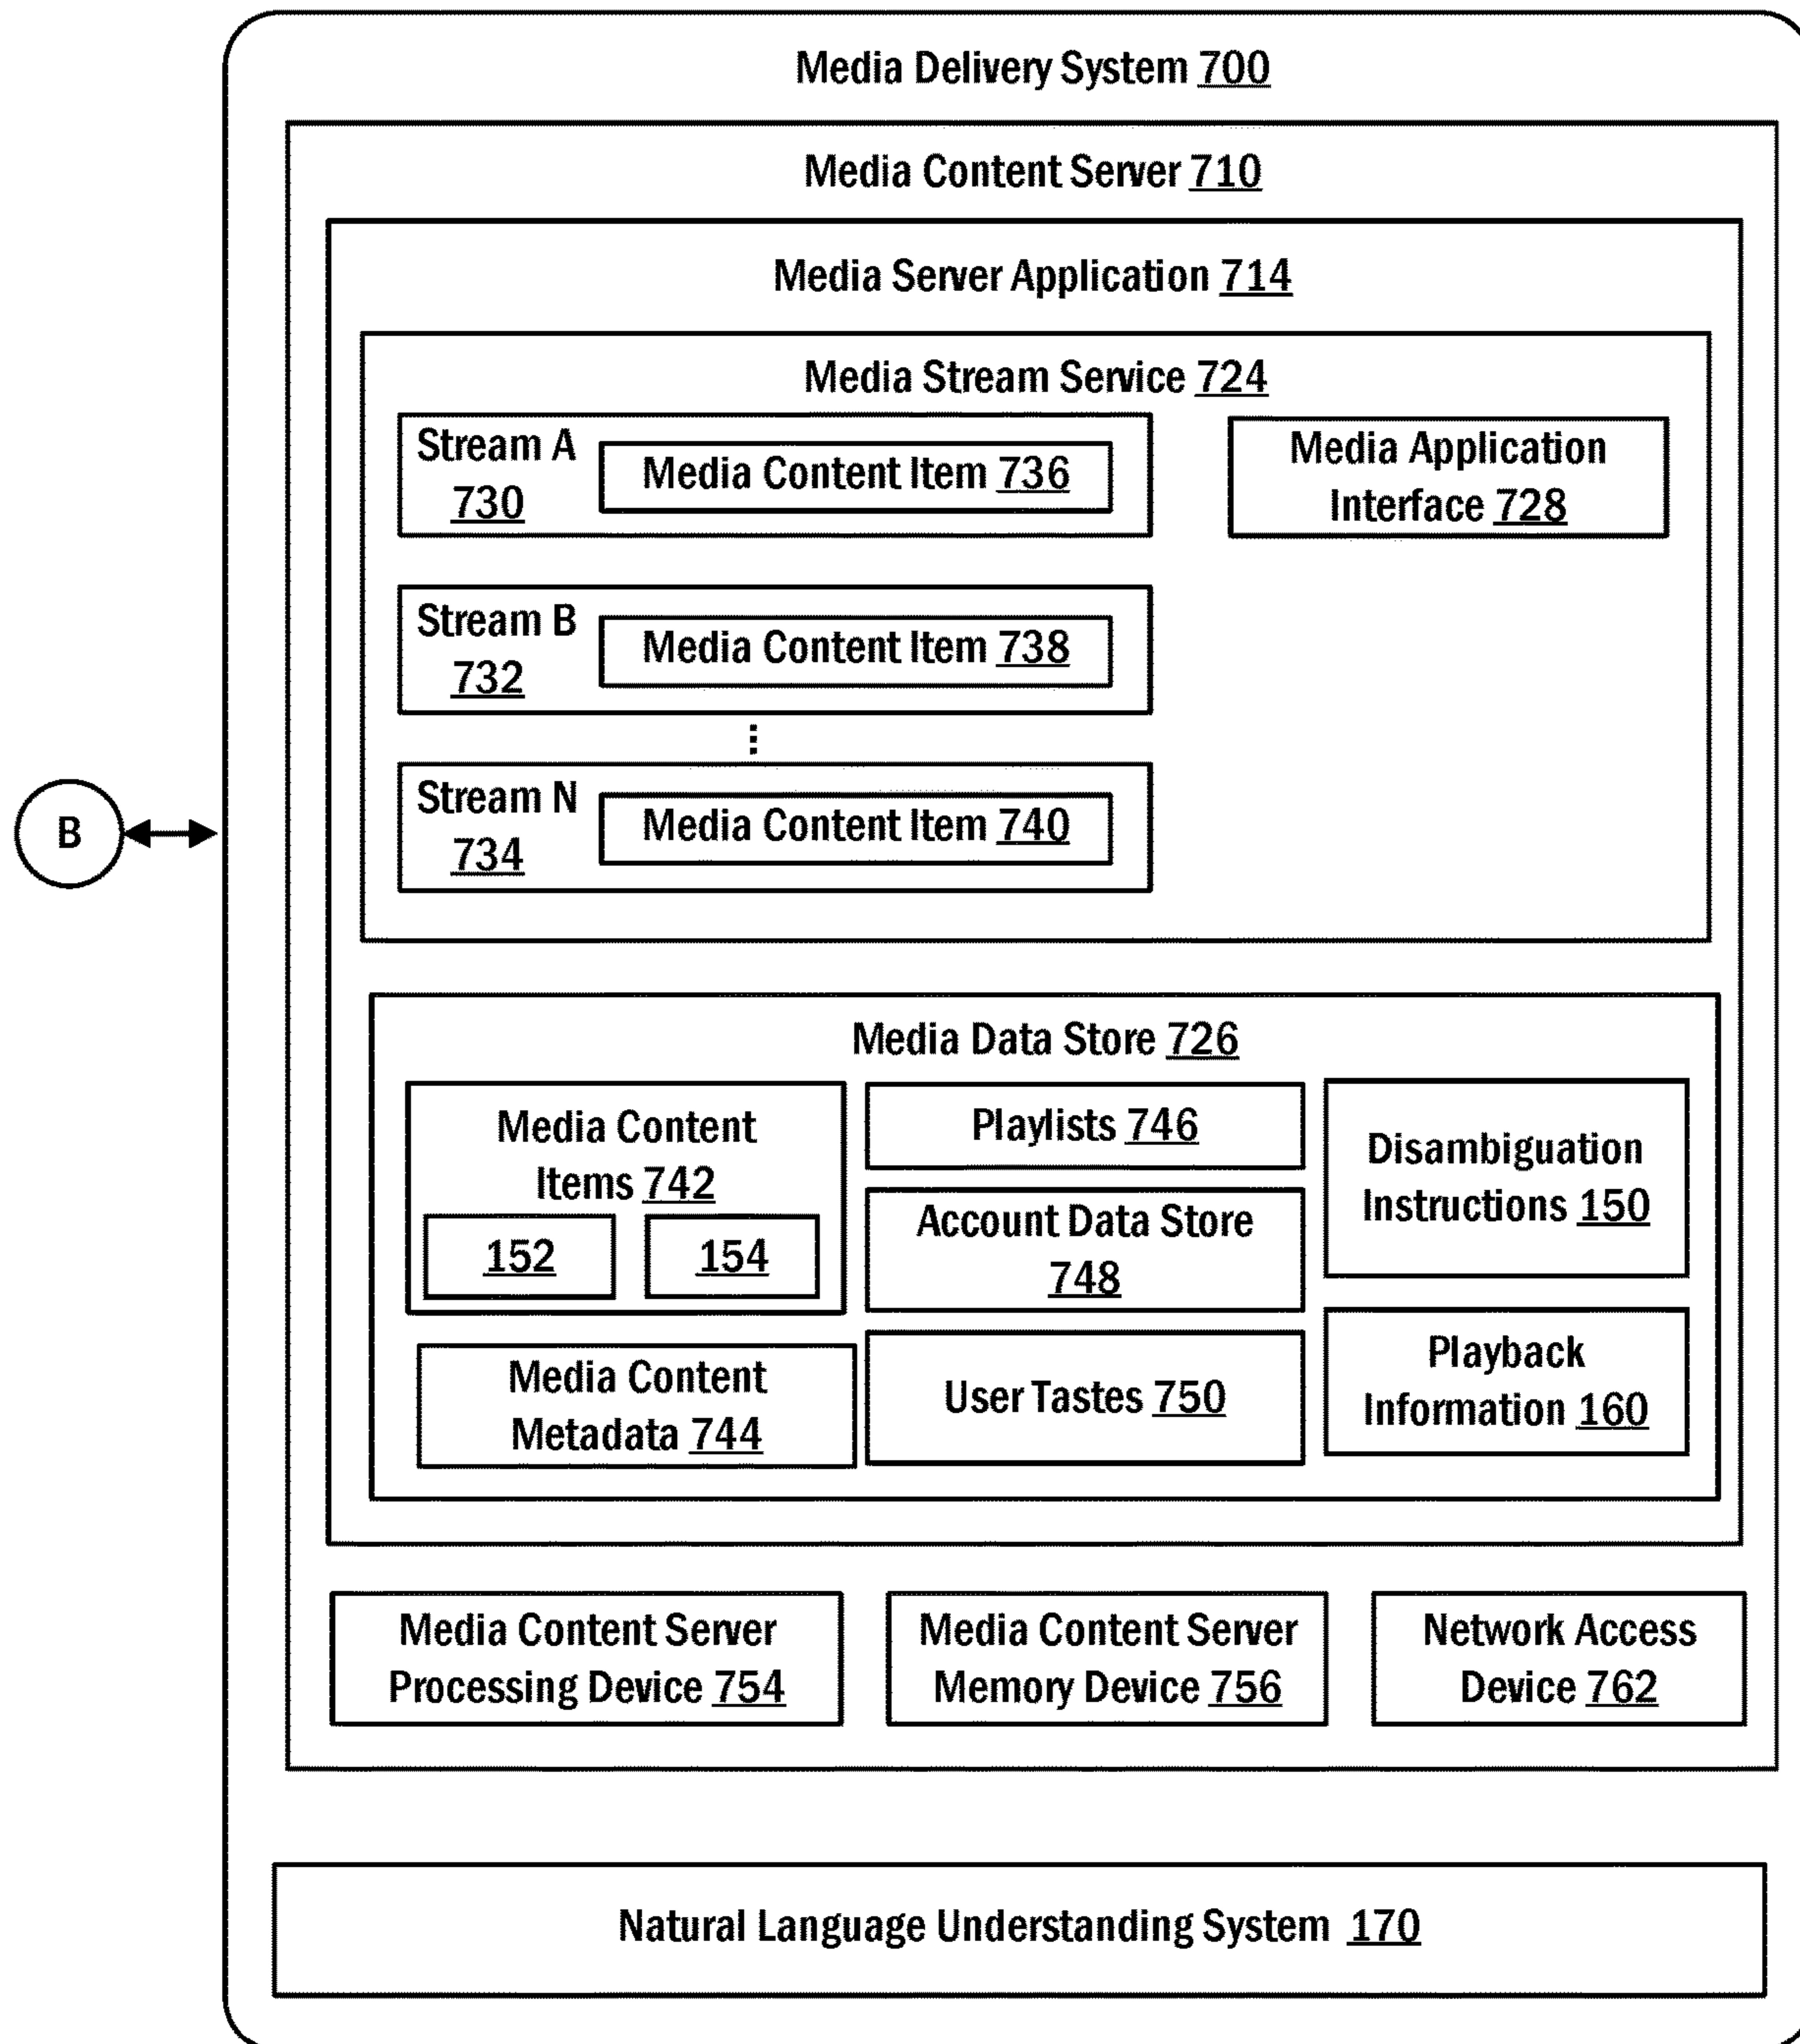 Media Delivery System 700
Media Content Server 710
Media Server Application 714
Media Stream Service 724
Stream A
730
Media Content Item 736
Media Application
Interface 728
Stream B
732
Media Content Item 738
⋮
Stream N
734
Media Content Item 740
B
Media Data Store 726
Media Content
Items 742
152
154
Playlists 746
Account Data Store
748
Disambiguation
Instructions 150
Media Content
Metadata 744
User Tastes 750
Playback
Information 160
Media Content Server
Processing Device 754
Media Content Server
Memory Device 756
Network Access
Device 762
Natural Language Understanding System 170